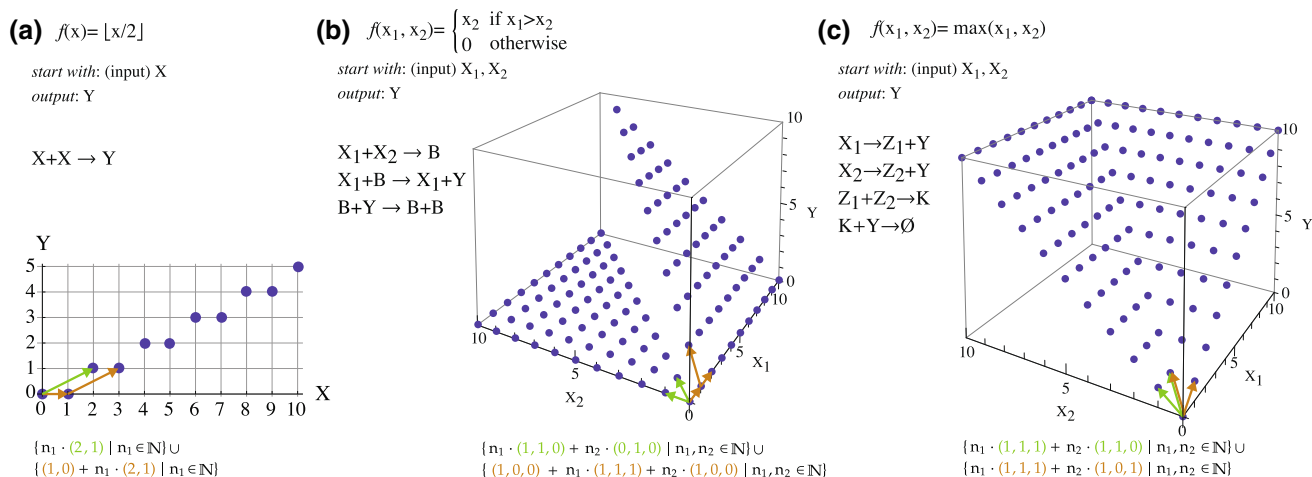 (a) f(x)= ⌊x/2⌋
start with: (input) X
output: Y
X+X → Y
Y
5
4
3
2
1
0
0 1 2 3 4 5 6 7 8 9 10 X
{n₁ · (2,1) | n₁∈ℕ}∪
{(1,0) + n₁ · (2,1) | n₁∈ℕ}
(b) f(x₁, x₂)= { x₂ if x₁>x₂
0 otherwise
start with: (input) X₁, X₂
output: Y
X₁+X₂ → B
X₁+B → X₁+Y
B+Y → B+B
10
5
Y
0
10
5
X₁
10
5
X₂
0
{n₁ · (1,1,0) + n₂ · (0,1,0) | n₁,n₂ ∈ℕ}∪
{(1,0,0) + n₁ · (1,1,1) + n₂ · (1,0,0) | n₁,n₂ ∈ℕ}
(c) f(x₁, x₂)= max(x₁, x₂)
start with: (input) X₁, X₂
output: Y
X₁→Z₁+Y
X₂→Z₂+Y
Z₁+Z₂→K
K+Y→Ø
10
5
Y
0
10
5
X₁
10
5
X₂
0
{n₁ · (1,1,1) + n₂ · (1,1,0) | n₁,n₂ ∈ℕ}∪
{n₁ · (1,1,1) + n₂ · (1,0,1) | n₁,n₂ ∈ℕ}